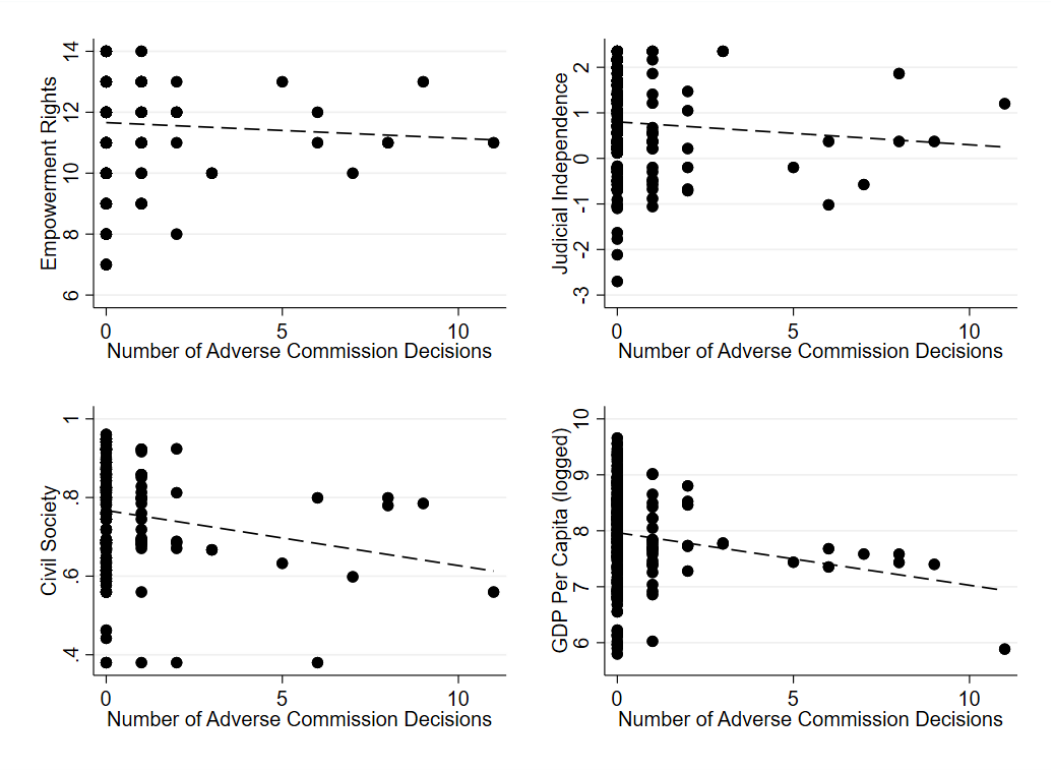 Empowerment Rights
14
12
10
8
6
0 5 10
Number of Adverse Commission Decisions
Judicial Independence
2
1
0
-1
-2
-3
0 5 10
Number of Adverse Commission Decisions
Civil Society
1
.8
.6
.4
0 5 10
Number of Adverse Commission Decisions
GDP Per Capita (logged)
10
9
8
7
6
0 5 10
Number of Adverse Commission Decisions